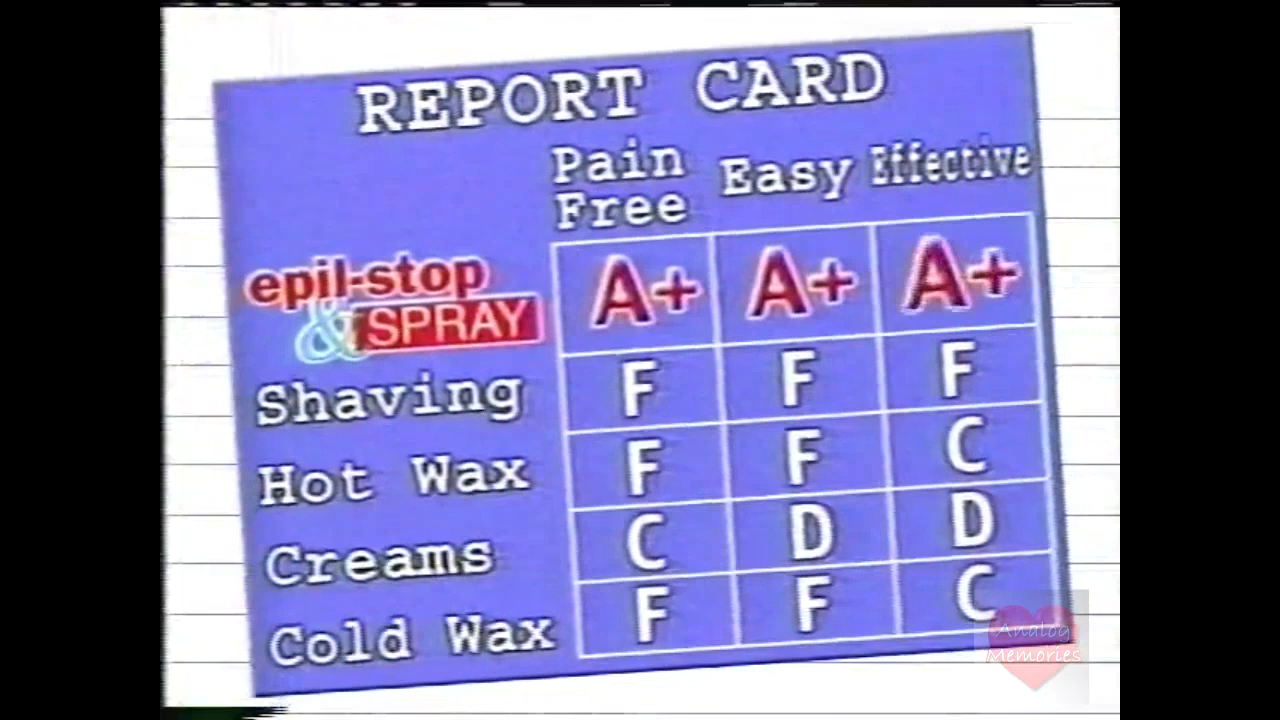 REPORT CARD
Pain Free Easy Effective
epil-stop & SPRAY A+ A+ A+
Shaving F F F
Hot Wax F F C
Creams C D D
Cold Wax F F C
Analog
Memories